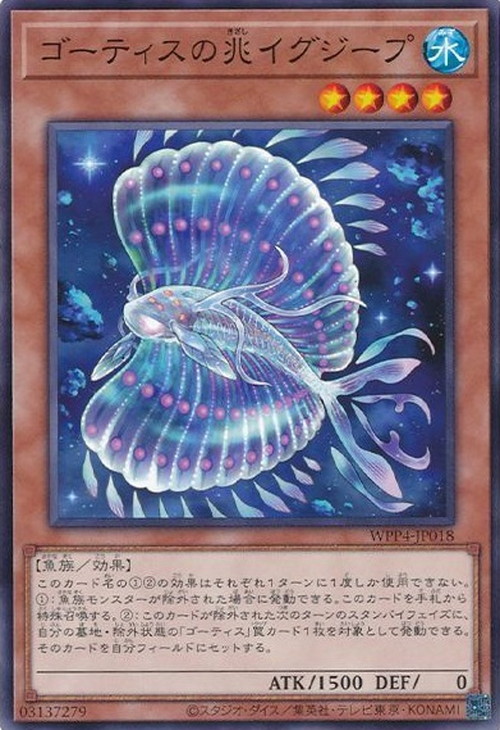 ゴーティスの兆イグジープ
水
WPP4-JP018
【魚族/効果】
このカード名の①②の効果はそれぞれ1ターンに1度しか使用できない。
①:魚族モンスターが除外された場合に発動できる。このカードを手札から
特殊召喚する。②:このカードが除外された次のターンのスタンバイフェイズに、
自分の墓地・除外状態の「ゴーティス」罠カード1枚を対象として発動できる。
そのカードを自分フィールドにセットする。
ATK/1500 DEF/ 0
03137279 ©スタジオ・ダイス/集英社・テレビ東京・KONAMI